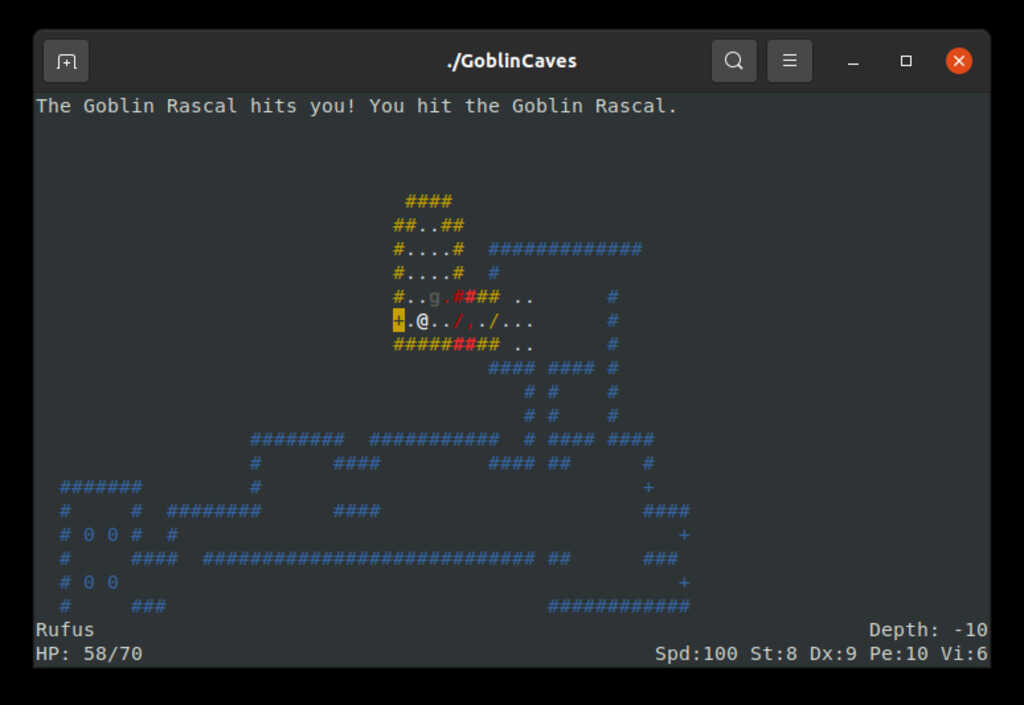 ./GoblinCaves
The Goblin Rascal hits you! You hit the Goblin Rascal.
                               ####
                              ##..##
                              #....#  #############
                              #....#  #
                              #..g.#### ..      #
                              +.@../,./...      #
                              ######### ..      #
                                      #### #### #
                                         # #    #
                                         # #    #
                  ########  ###########  # #### ####
                  #      ####         #### ##      #
  #######         #                                +
  #     #  ########      ####                      ####
  # 0 0 #  #                                          +
  #     ####  ############################ ##      ###
  # 0 0                                               +
  #     ###                                ############
Rufus Depth: -10
HP: 58/70 Spd:100 St:8 Dx:9 Pe:10 Vi:6